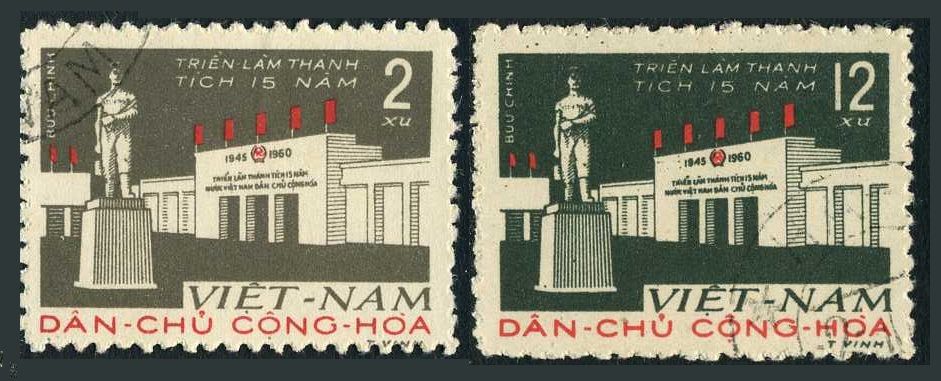 BƯU CHÍNH
TRIỂN LÃM THÀNH
TÍCH 15 NĂM
2
xu
1945 1960
TRIỂN LÃM THÀNH TÍCH 15 NĂM
NƯỚC VIỆT NAM DÂN CHỦ CỘNG HÒA
VIỆT-NAM
DÂN-CHỦ CỘNG-HÒA
T. VINH
BƯU CHÍNH
TRIỂN LÃM THÀNH
TÍCH 15 NĂM
12
xu
1945 1960
TRIỂN LÃM THÀNH TÍCH 15 NĂM
NƯỚC VIỆT NAM DÂN CHỦ CỘNG HÒA
VIỆT-NAM
DÂN-CHỦ CỘNG-HÒA
T. VINH